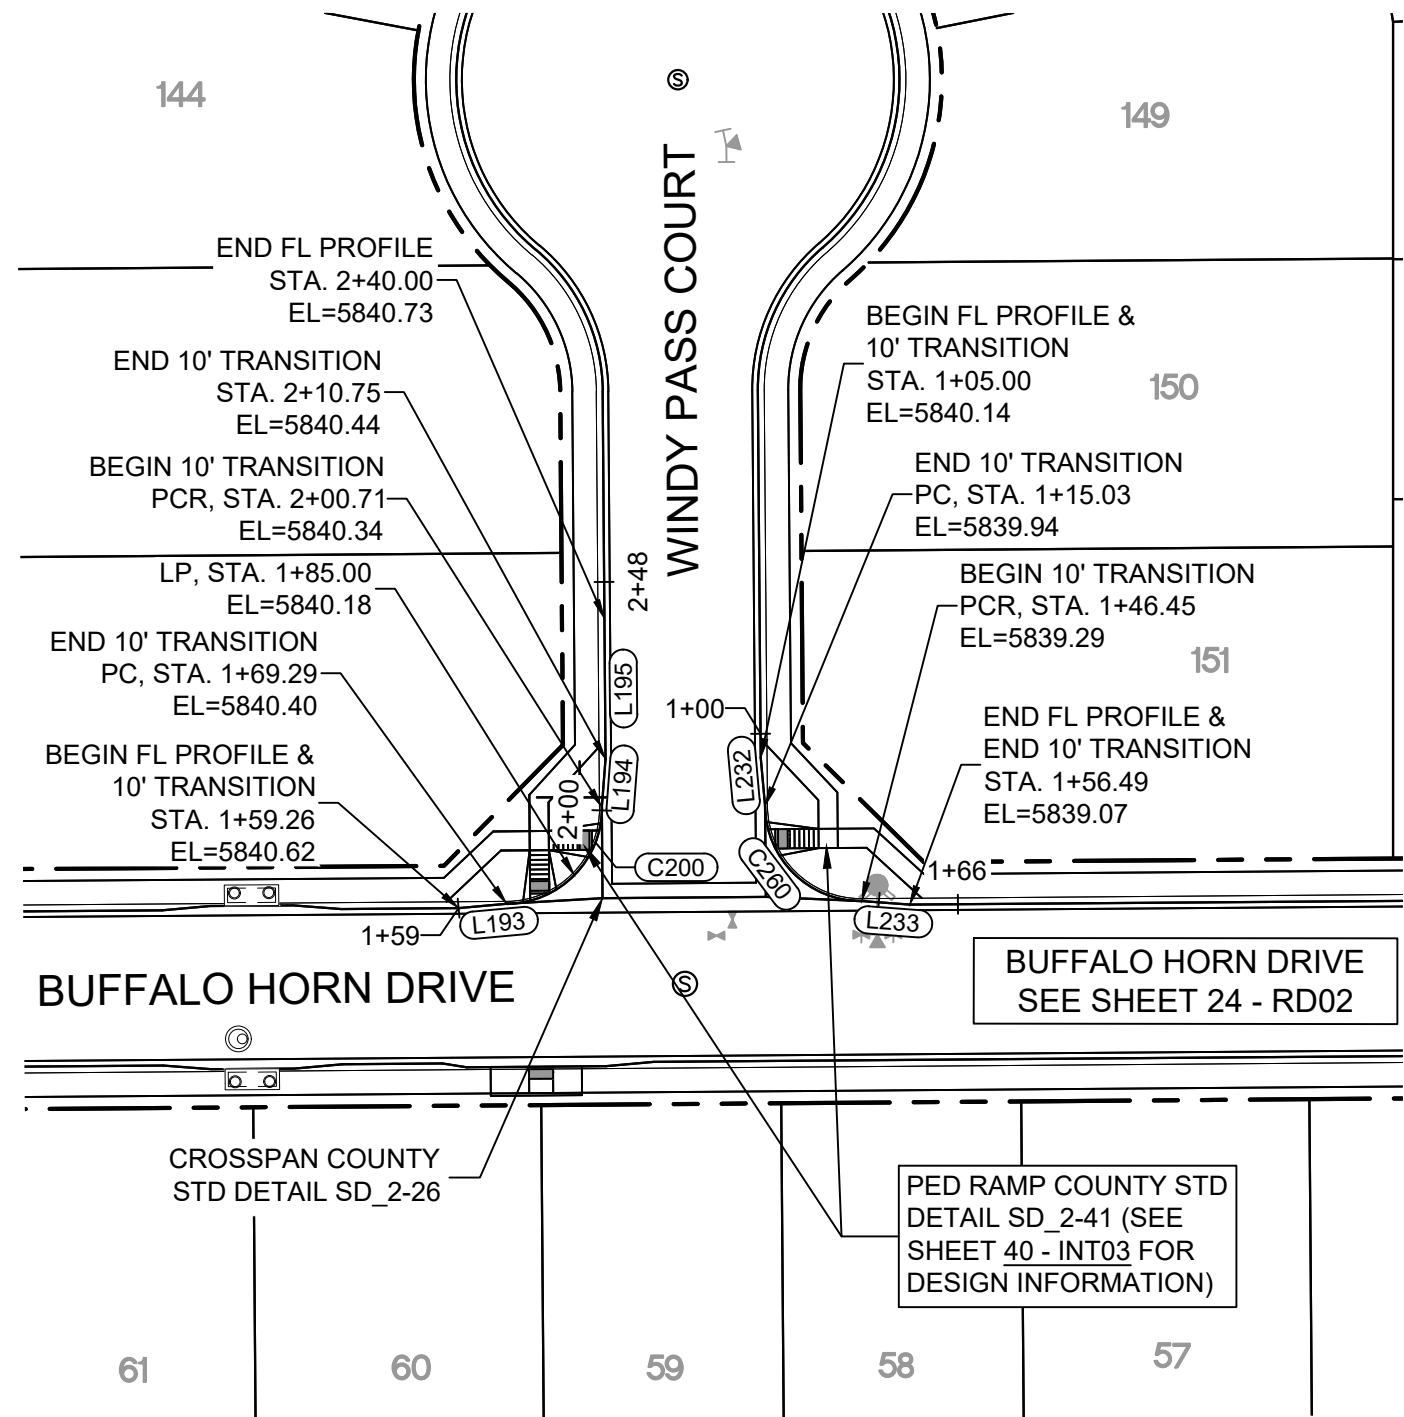 144
149
Ⓢ
WINDY PASS COURT
END FL PROFILE
STA. 2+40.00
EL=5840.73
END 10' TRANSITION
STA. 2+10.75
EL=5840.44
BEGIN 10' TRANSITION
PCR, STA. 2+00.71
EL=5840.34
LP, STA. 1+85.00
EL=5840.18
END 10' TRANSITION
PC, STA. 1+69.29
EL=5840.40
BEGIN FL PROFILE &
10' TRANSITION
STA. 1+59.26
EL=5840.62
BEGIN FL PROFILE &
10' TRANSITION
STA. 1+05.00
EL=5840.14
150
END 10' TRANSITION
PC, STA. 1+15.03
EL=5839.94
BEGIN 10' TRANSITION
PCR, STA. 1+46.45
EL=5839.29
151
END FL PROFILE &
END 10' TRANSITION
STA. 1+56.49
EL=5839.07
2+48
L195
1+00
L194
L232
2+00
C200
C260
1+66
L193
L233
1+59
BUFFALO HORN DRIVE
Ⓢ
BUFFALO HORN DRIVE
SEE SHEET 24 - RD02
CROSSPAN COUNTY
STD DETAIL SD_2-26
PED RAMP COUNTY STD
DETAIL SD_2-41 (SEE
SHEET 40 - INT03 FOR
DESIGN INFORMATION)
61
60
59
58
57